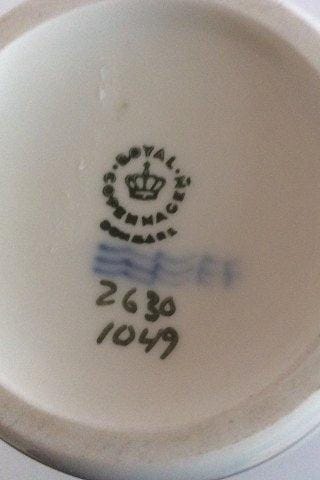 ROYAL COPENHAGEN
DENMARK
2630
1049